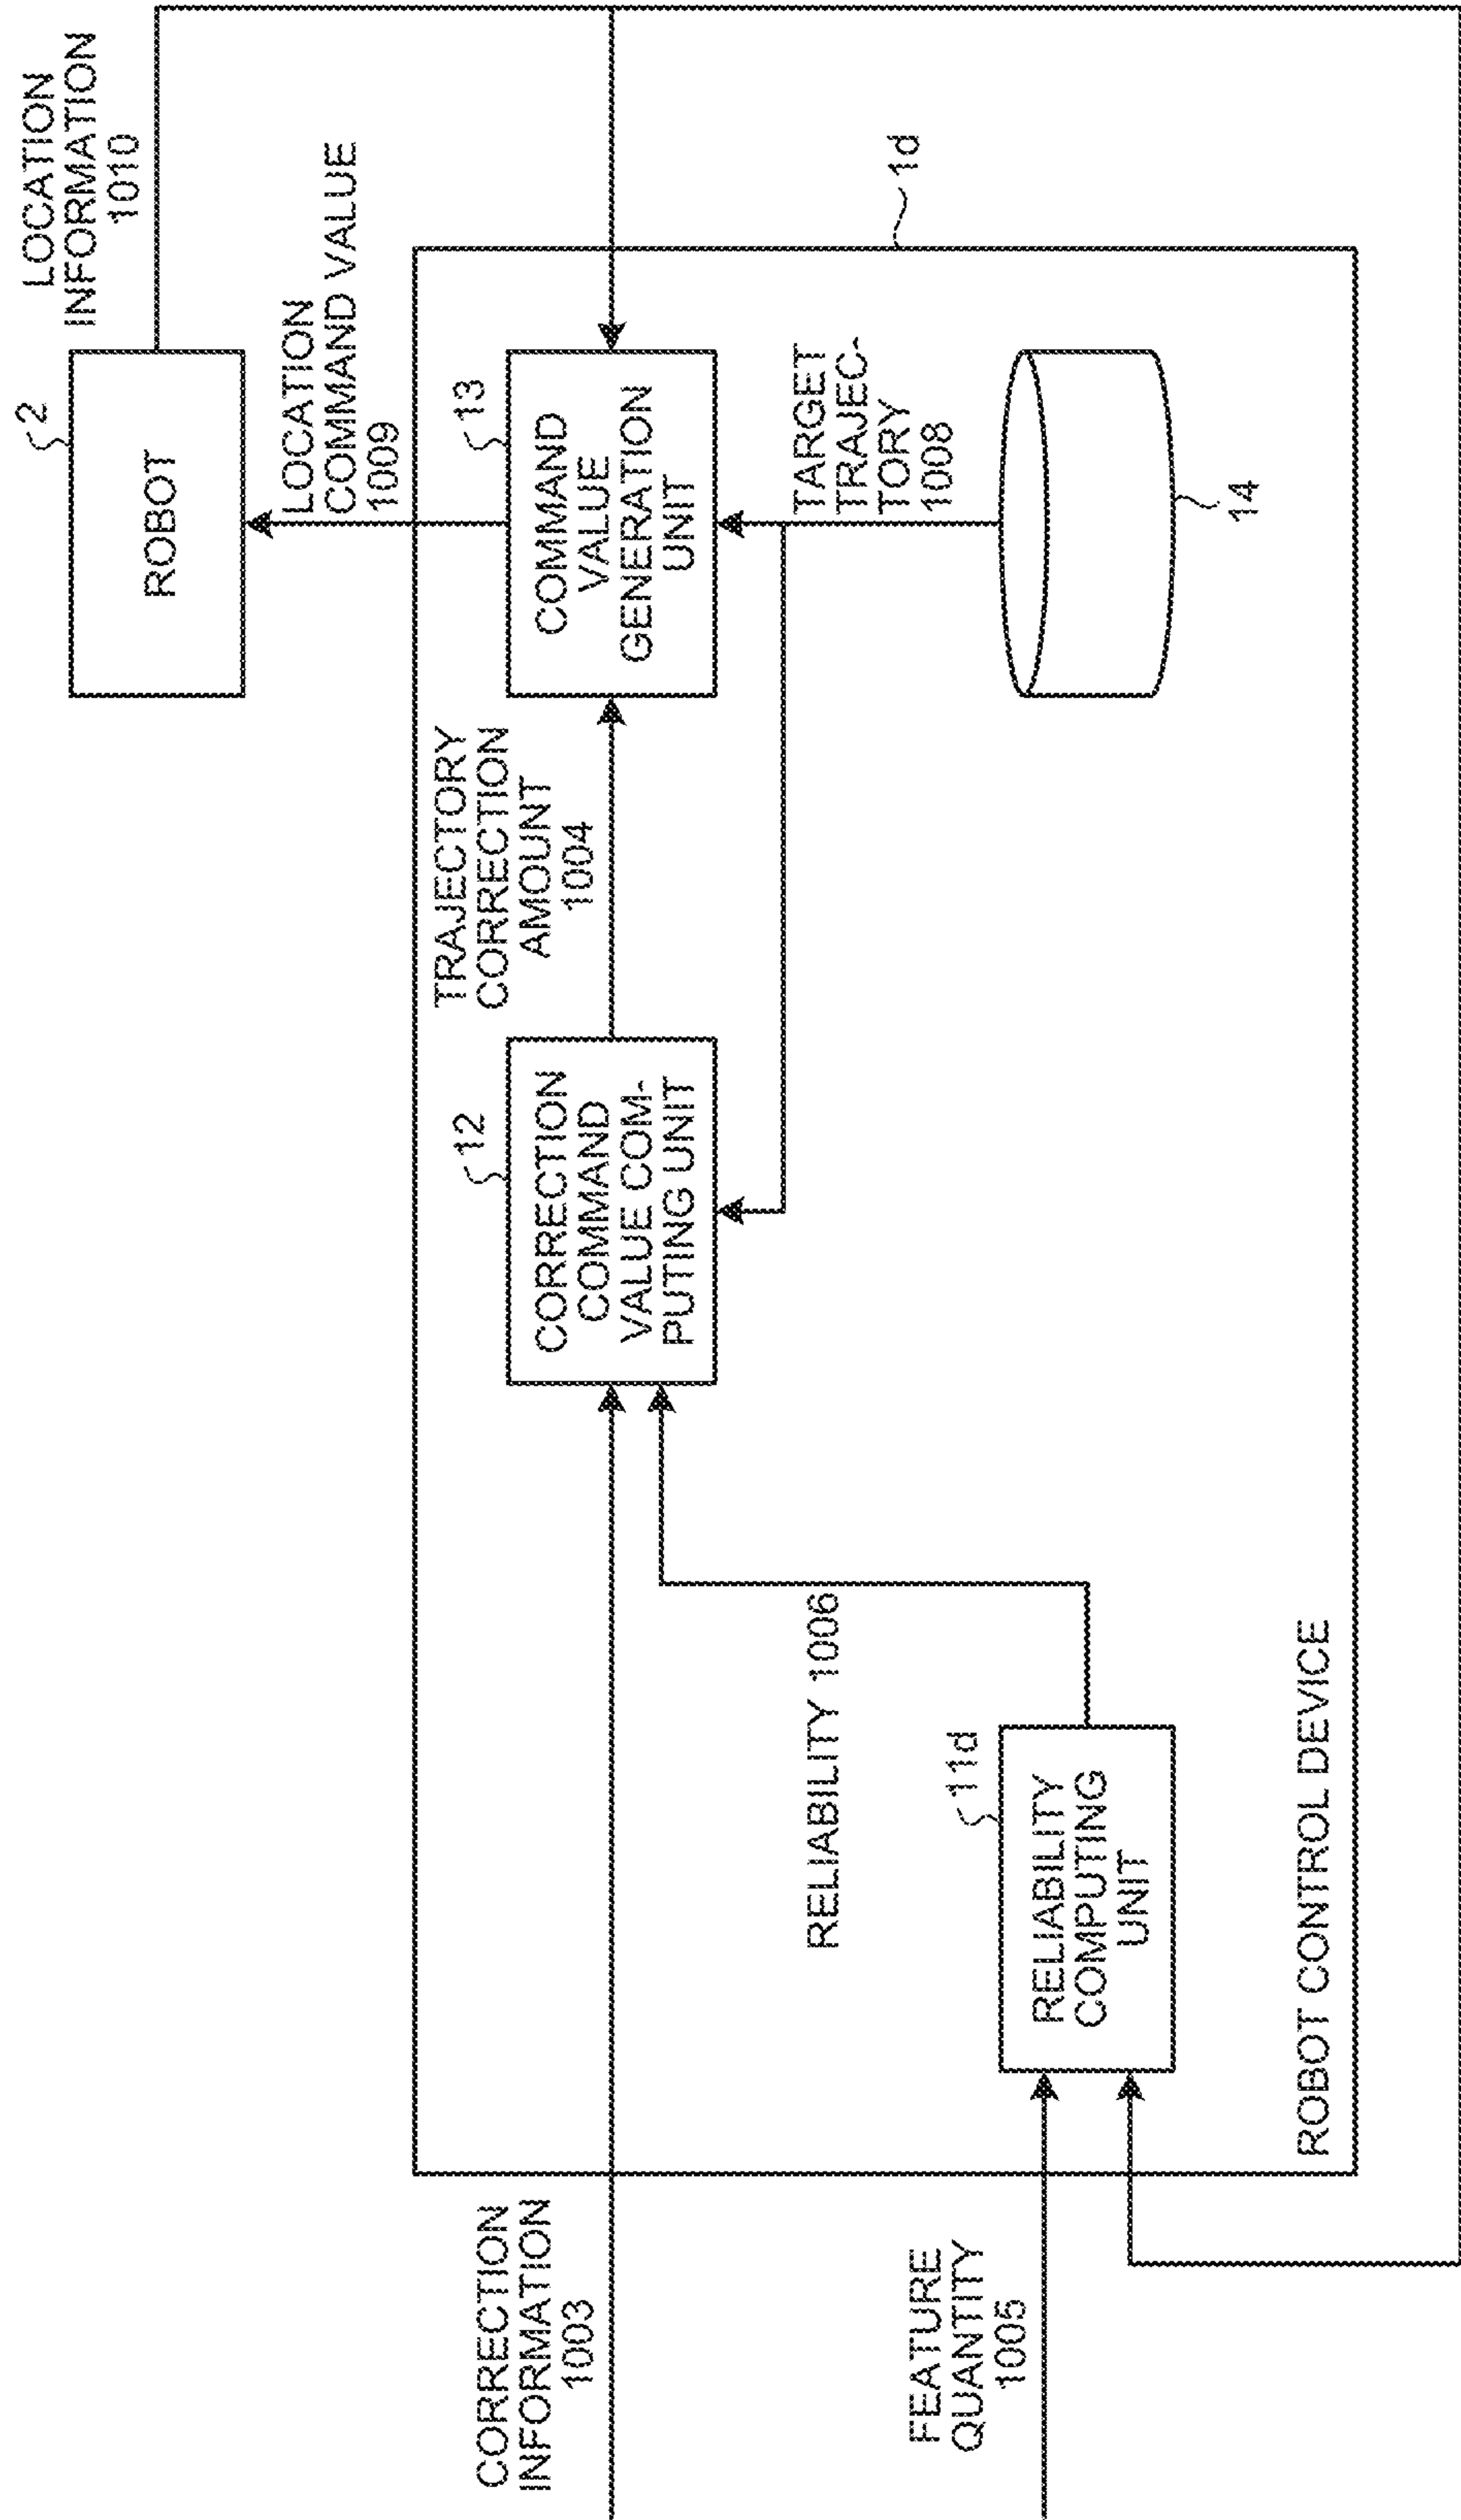 LOCATION
INFORMATION
1010
2
ROBOT
LOCATION
COMMAND VALUE
1009
CORRECTION
INFORMATION
1003
12
CORRECTION
COMMAND
VALUE COM-
PUTING UNIT
TRAJECTORY
CORRECTION
AMOUNT
1004
13
COMMAND
VALUE
GENERATION
UNIT
RELIABILITY 1006
TARGET
TRAJEC-
TORY
1008
1d
FEATURE
QUANTITY
1005
11d
RELIABILITY
COMPUTING
UNIT
14
ROBOT CONTROL DEVICE